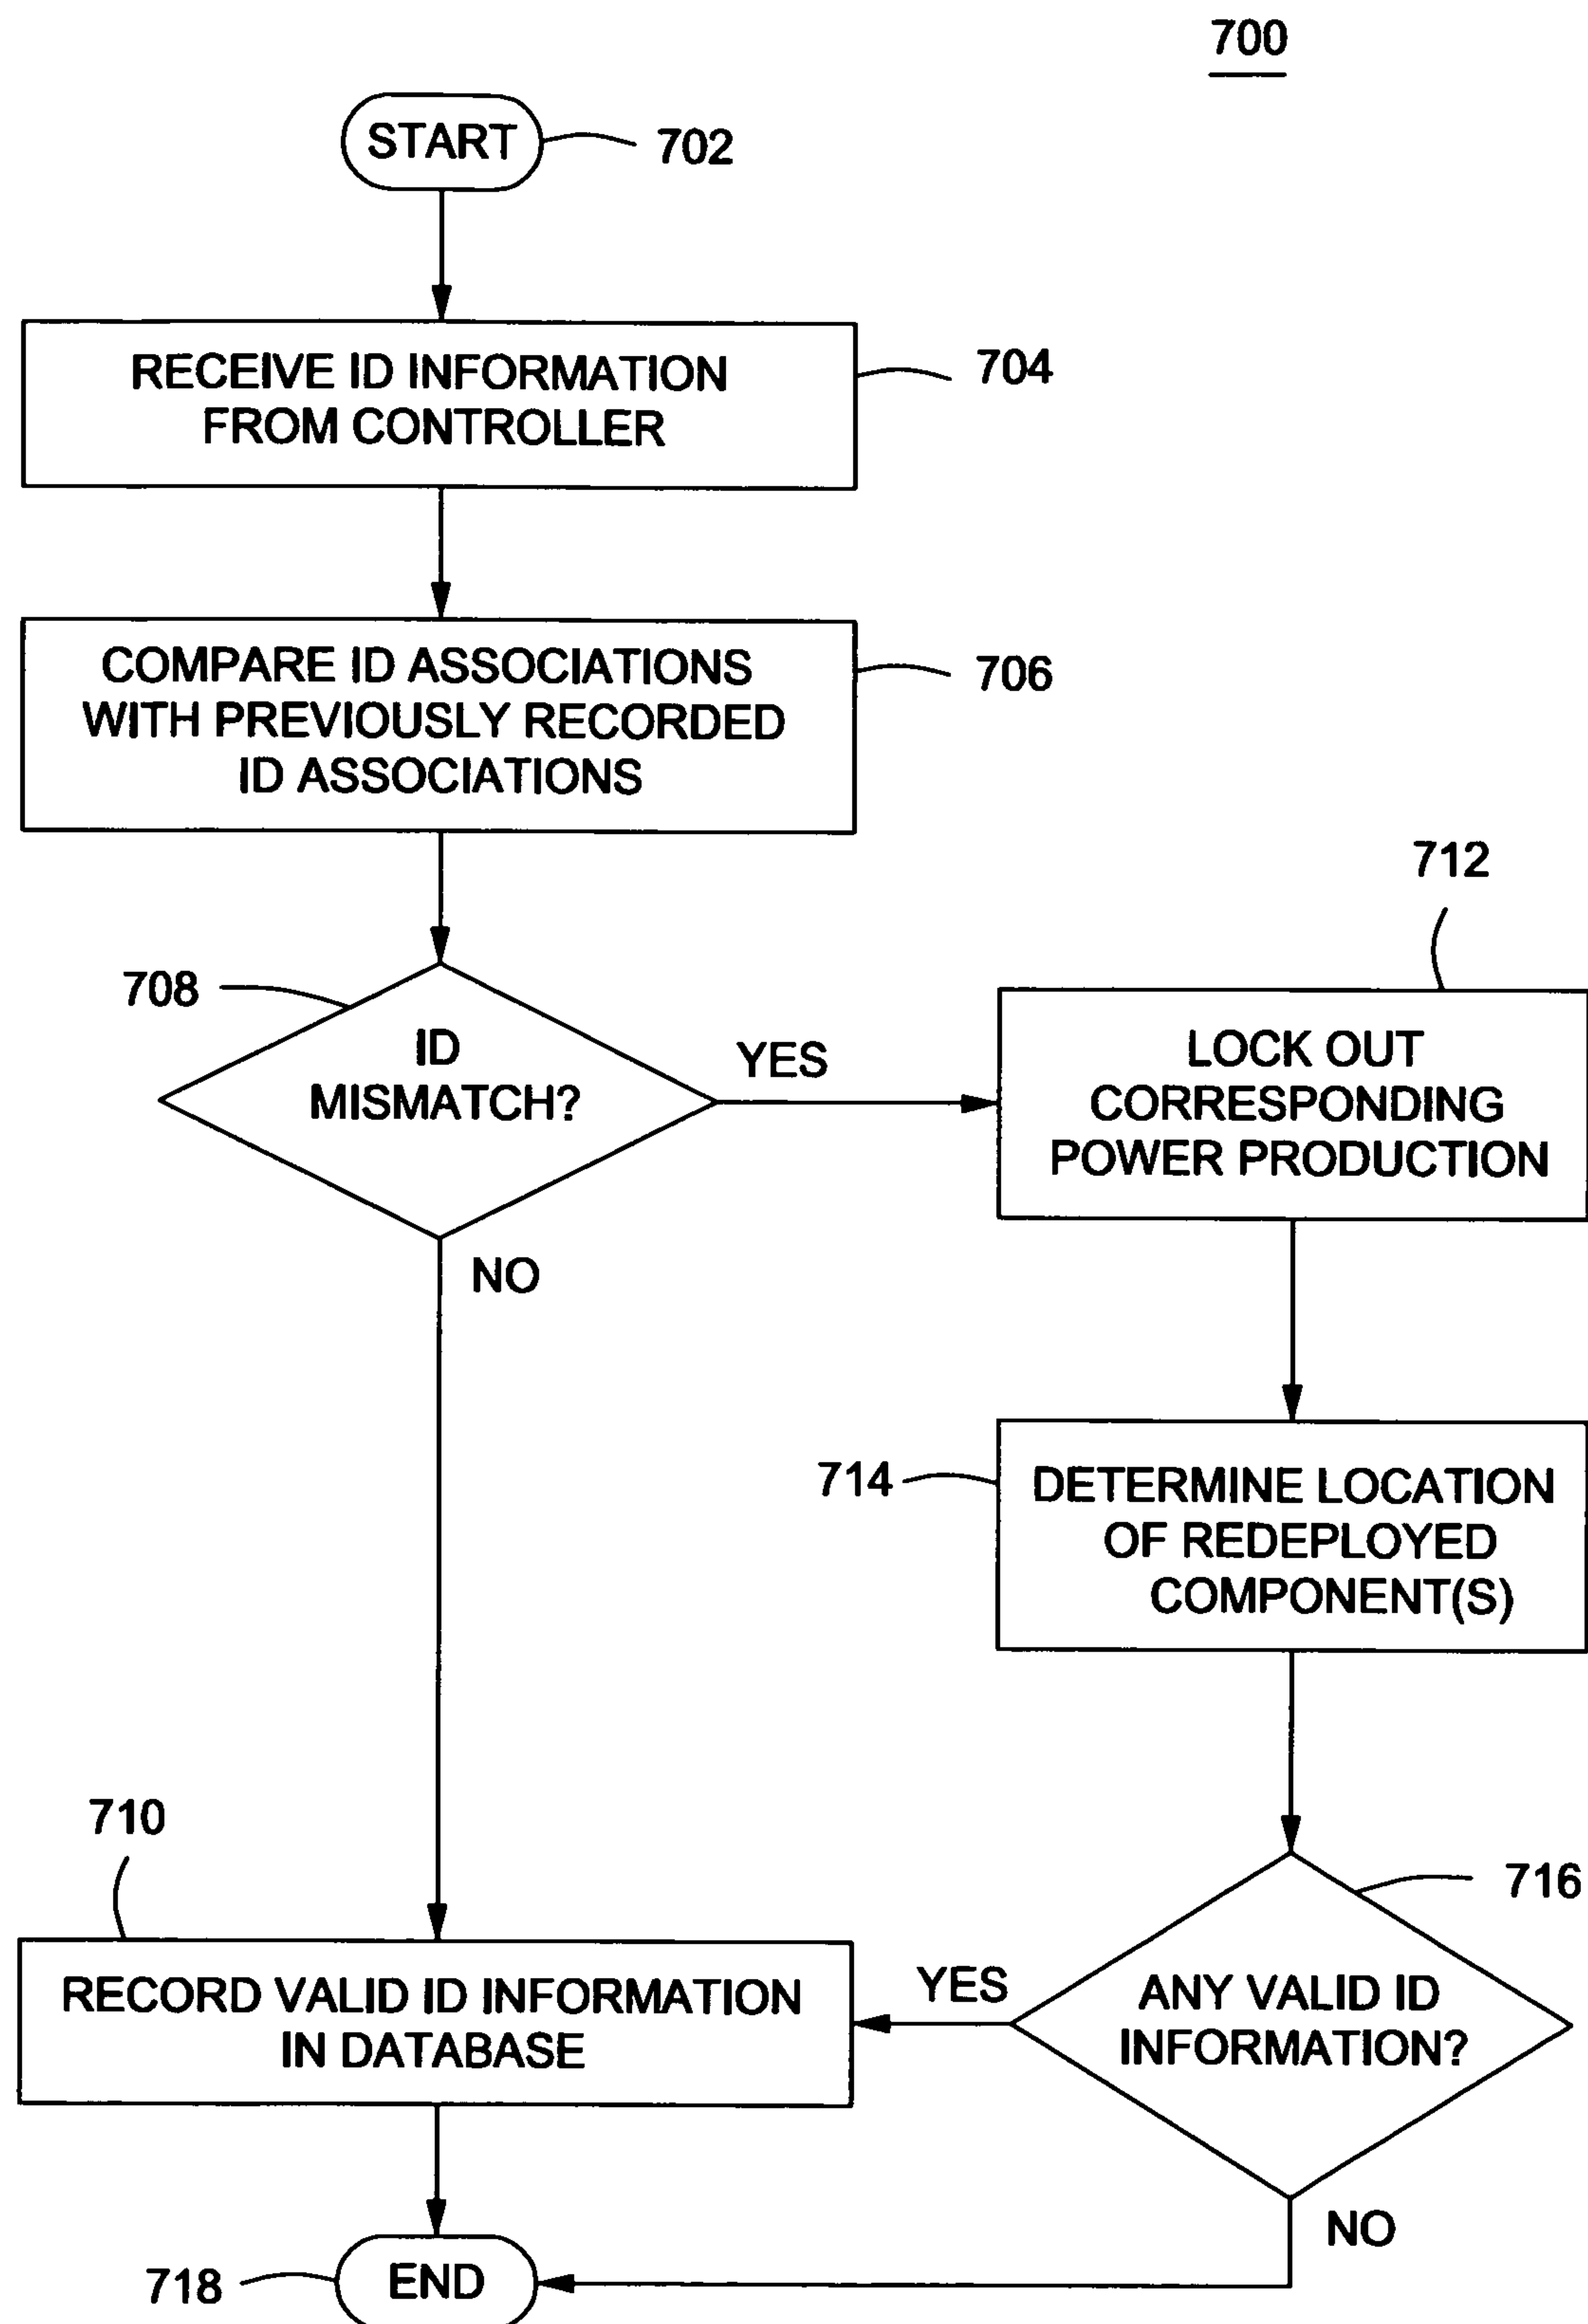 700
START
702
RECEIVE ID INFORMATION
FROM CONTROLLER
704
COMPARE ID ASSOCIATIONS
WITH PREVIOUSLY RECORDED
ID ASSOCIATIONS
706
708
ID
MISMATCH?
YES
NO
712
LOCK OUT
CORRESPONDING
POWER PRODUCTION
714
DETERMINE LOCATION
OF REDEPLOYED
COMPONENT(S)
716
ANY VALID ID
INFORMATION?
YES
NO
710
RECORD VALID ID INFORMATION
IN DATABASE
718
END